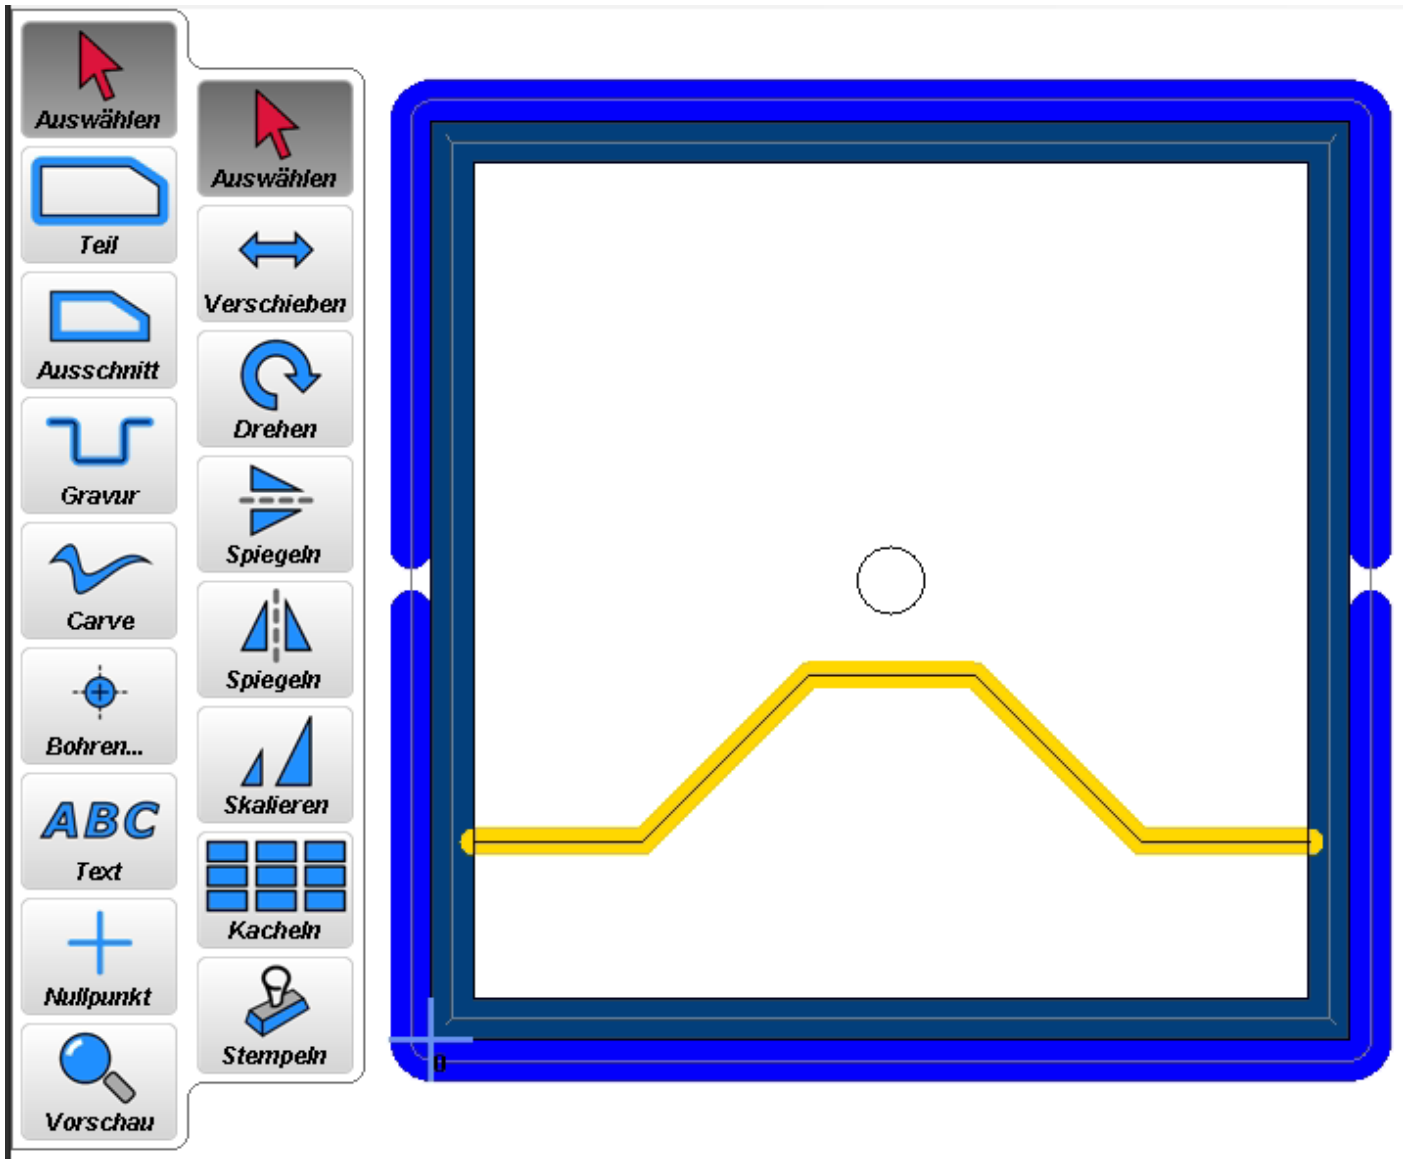 Auswählen
Teil
Ausschnitt
Gravur
Carve
Bohren...
ABC
Text
Nullpunkt
Vorschau
Auswählen
Verschieben
Drehen
Spiegeln
Spiegeln
Skalieren
Kacheln
Stempeln
0